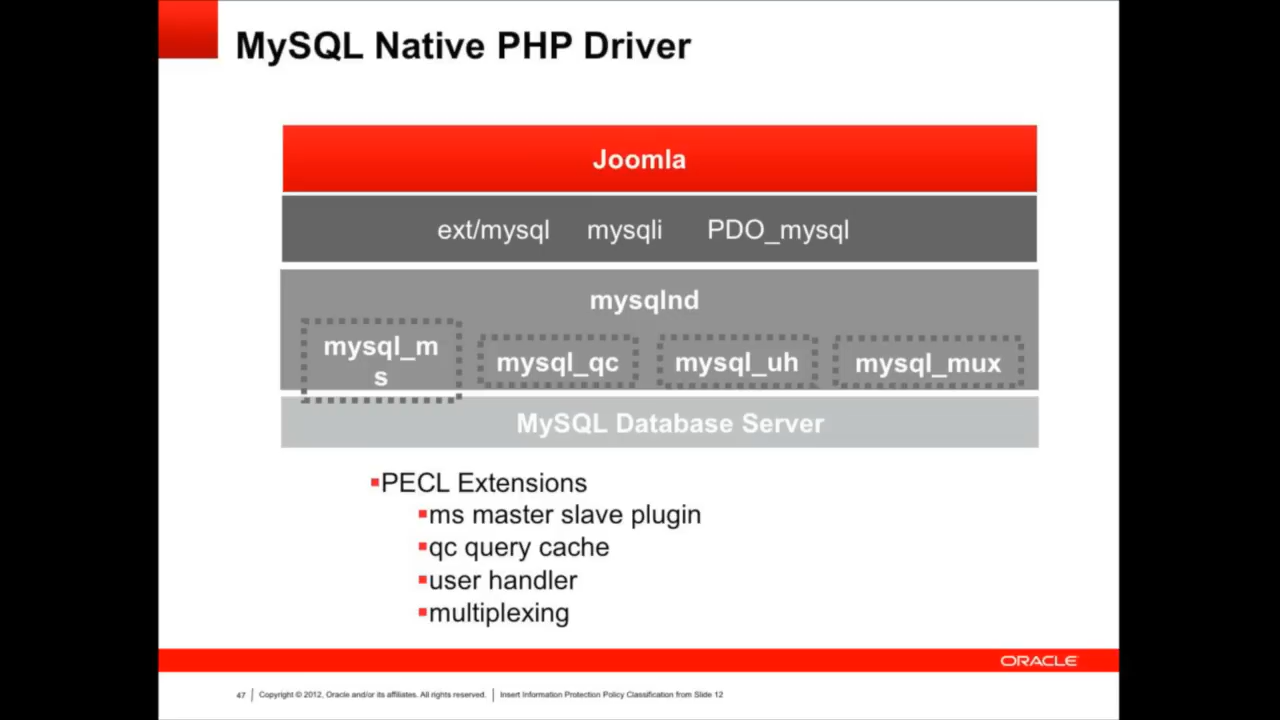 MySQL Native PHP Driver
Joomla
ext/mysql mysqli PDO_mysql
mysqlnd
mysql_m
s
mysql_qc mysql_uh mysql_mux
MySQL Database Server
PECL Extensions
ms master slave plugin
qc query cache
user handler
multiplexing
ORACLE
47 Copyright © 2012, Oracle and/or its affiliates. All rights reserved. Insert Information Protection Policy Classification from Slide 12